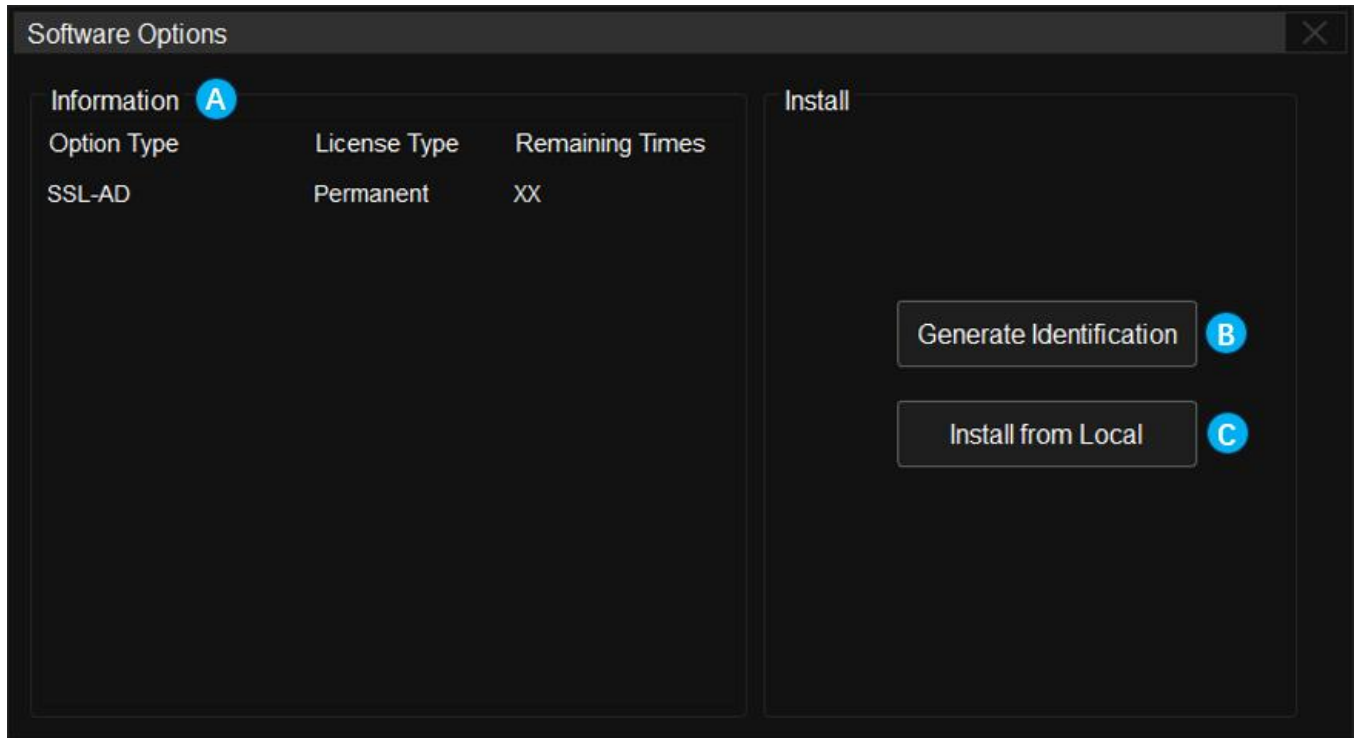 Software Options
Information A
Option Type License Type Remaining Times
SSL-AD Permanent XX
Install
Generate Identification B
Install from Local C